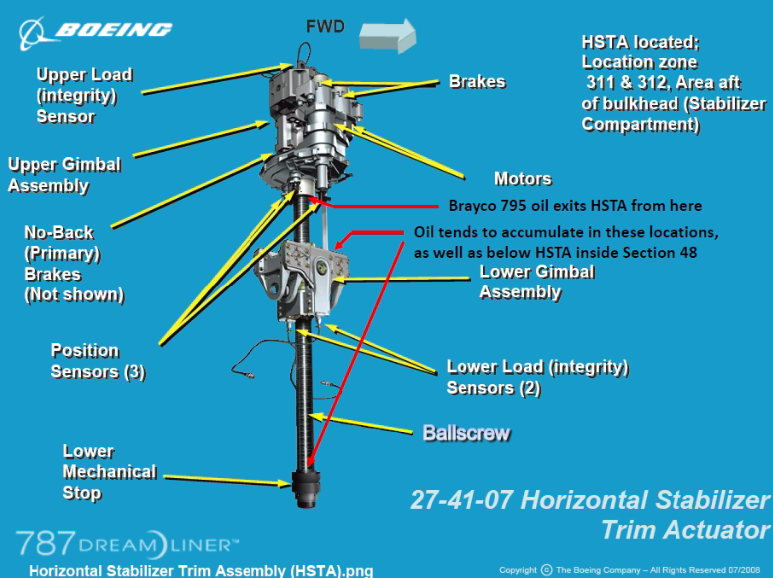 BOEING
FWD
HSTA located;
Location zone
311 & 312, Area aft
of bulkhead (Stabilizer
Compartment)
Upper Load
(integrity)
Sensor
Brakes
Upper Gimbal
Assembly
Motors
Brayco 795 oil exits HSTA from here
No-Back
(Primary)
Brakes
(Not shown)
Oil tends to accumulate in these locations,
as well as below HSTA inside Section 48
Lower Gimbal
Assembly
Position
Sensors (3)
Lower Load (integrity)
Sensors (2)
Ballscrew
Lower
Mechanical
Stop
27-41-07 Horizontal Stabilizer
Trim Actuator
787 DREAMLINER™
Horizontal Stabilizer Trim Assembly (HSTA).png
Copyright © The Boeing Company – All Rights Reserved 07/2008